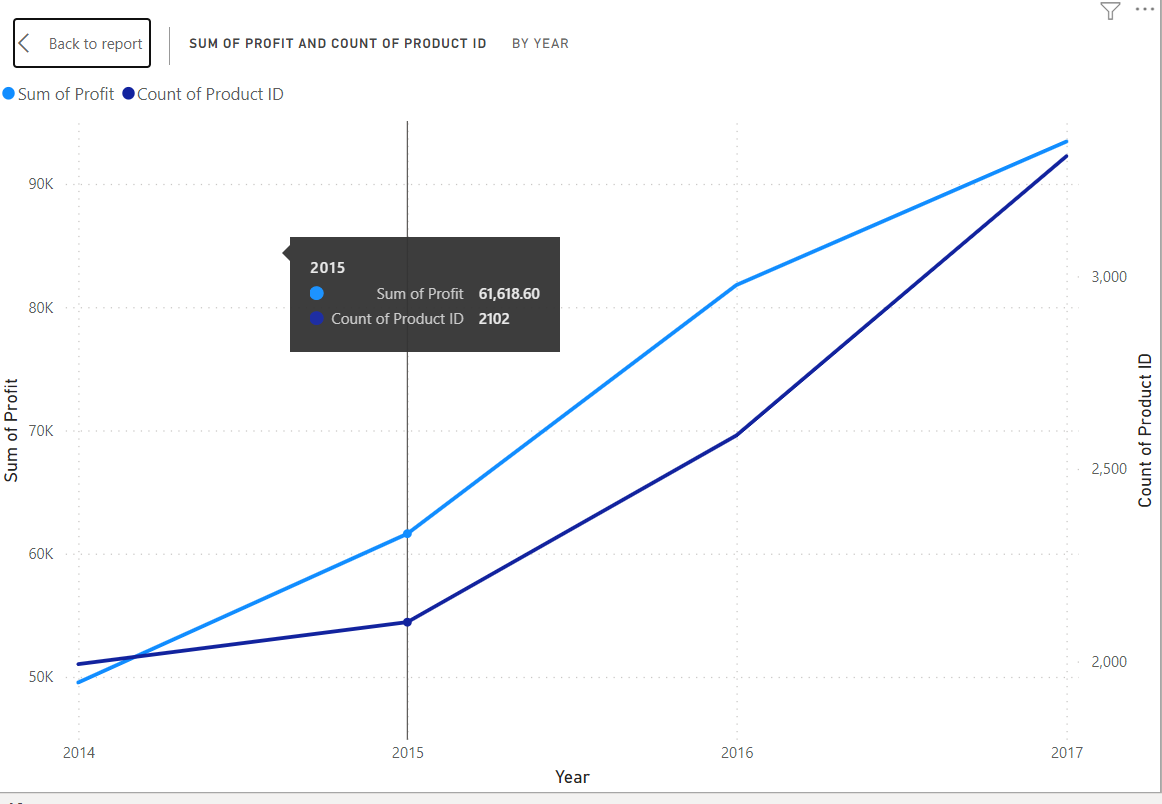 Back to report
SUM OF PROFIT AND COUNT OF PRODUCT ID BY YEAR
Sum of Profit Count of Product ID
90K
80K
70K
60K
50K
Sum of Profit
2015
Sum of Profit 61,618.60
Count of Product ID 2102
3,000
2,500
2,000
Count of Product ID
2014 2015 2016 2017
Year